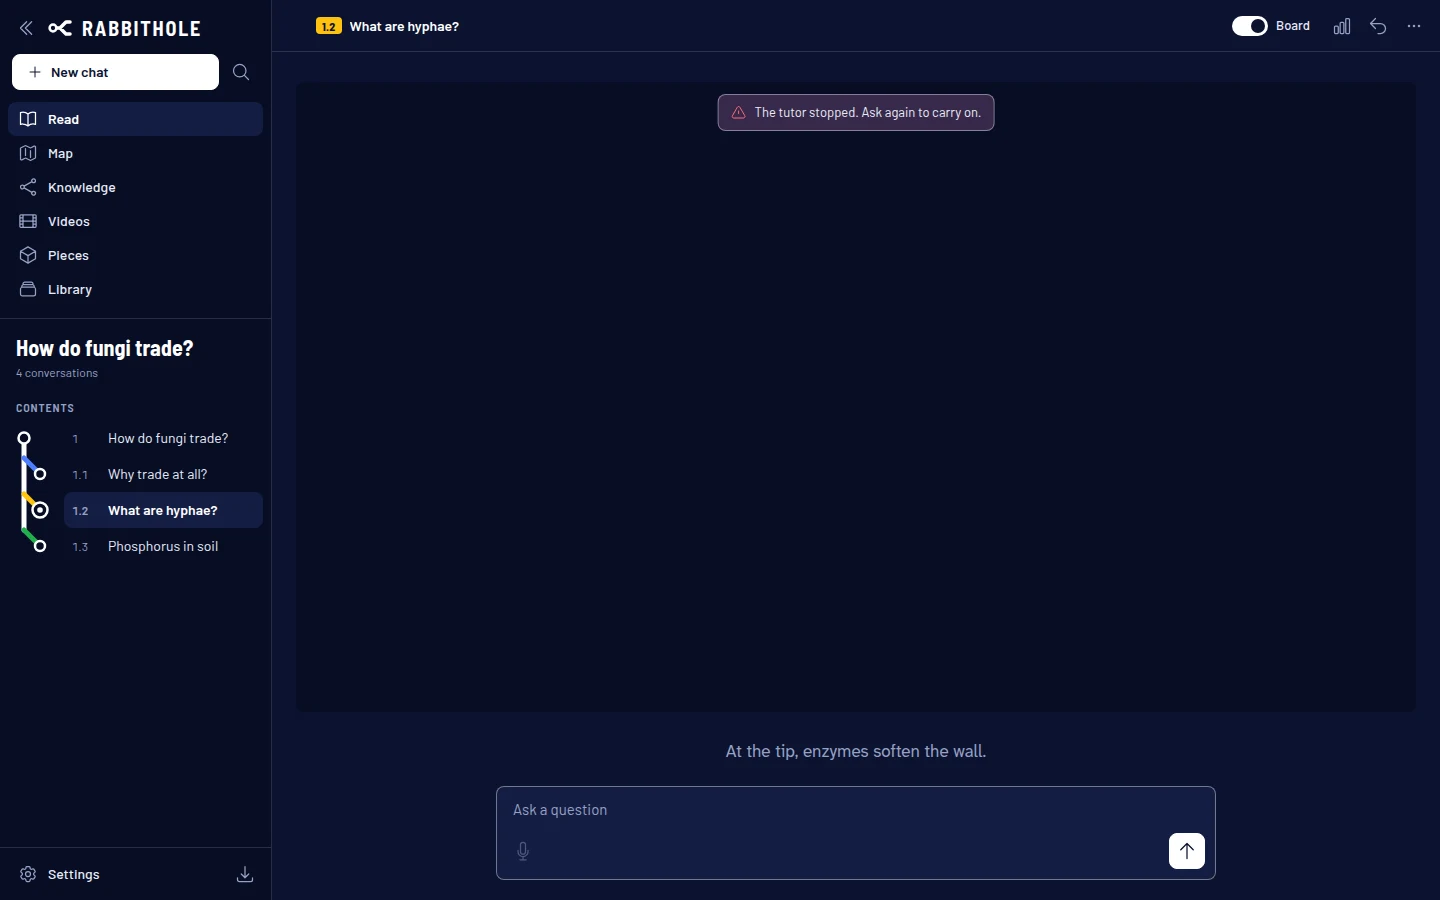 RABBITHOLE
New chat
Read
Map
Knowledge
Videos
Pieces
Library
How do fungi trade?
4 conversations
CONTENTS
1 How do fungi trade?
1.1 Why trade at all?
1.2 What are hyphae?
1.3 Phosphorus in soil
Settings
1.2 What are hyphae?
Board
The tutor stopped. Ask again to carry on.
At the tip, enzymes soften the wall.
Ask a question